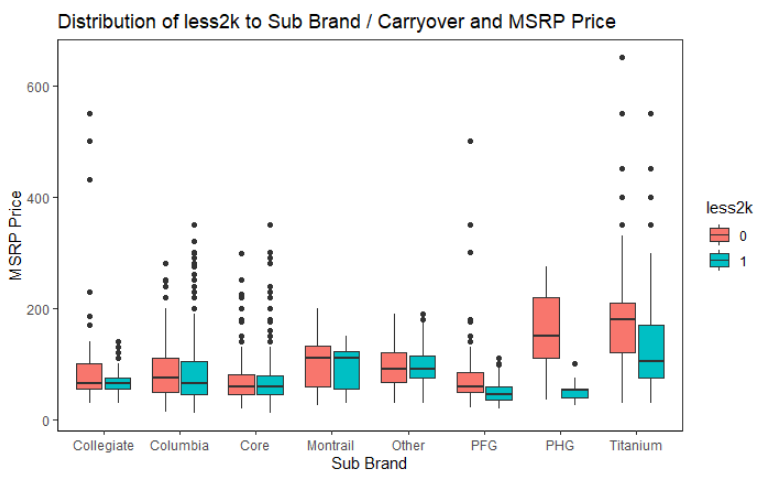 Distribution of less2k to Sub Brand / Carryover and MSRP Price
600
400
200
0
MSRP Price
Collegiate Columbia Core Montrail Other PFG PHG Titanium
Sub Brand
less2k
0
1